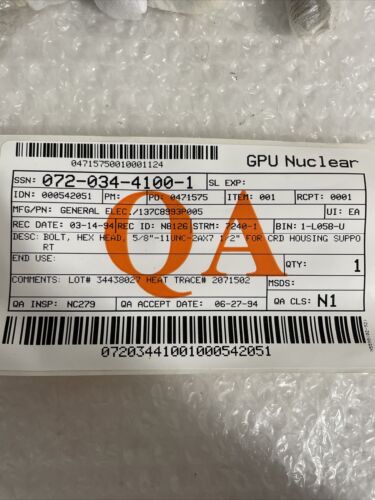 04715750010001124
GPU Nuclear
SSN: 072-034-4100-1 SL EXP:
IDN: 000542051 PM: PO: 0471575 ITEM: 001 RCPT: 0001
MFG/PN: GENERAL ELEC./137C8993P005 UI: EA
REC DATE: 03-14-94 REC ID: NB126 STRM: 7240-1 BIN: 1-L05B-U
DESC: BOLT, HEX HEAD, 5/8"-11UNC-2AX7 1/2" FOR CRD HOUSING SUPPO
RT
END USE: QTY: 1
COMMENTS: LOT# 34438027 HEAT TRACE# 2071502 MSDS:
QA INSP: NC279 QA ACCEPT DATE: 06-27-94 QA CLS: N1
QA
07203441001000542051